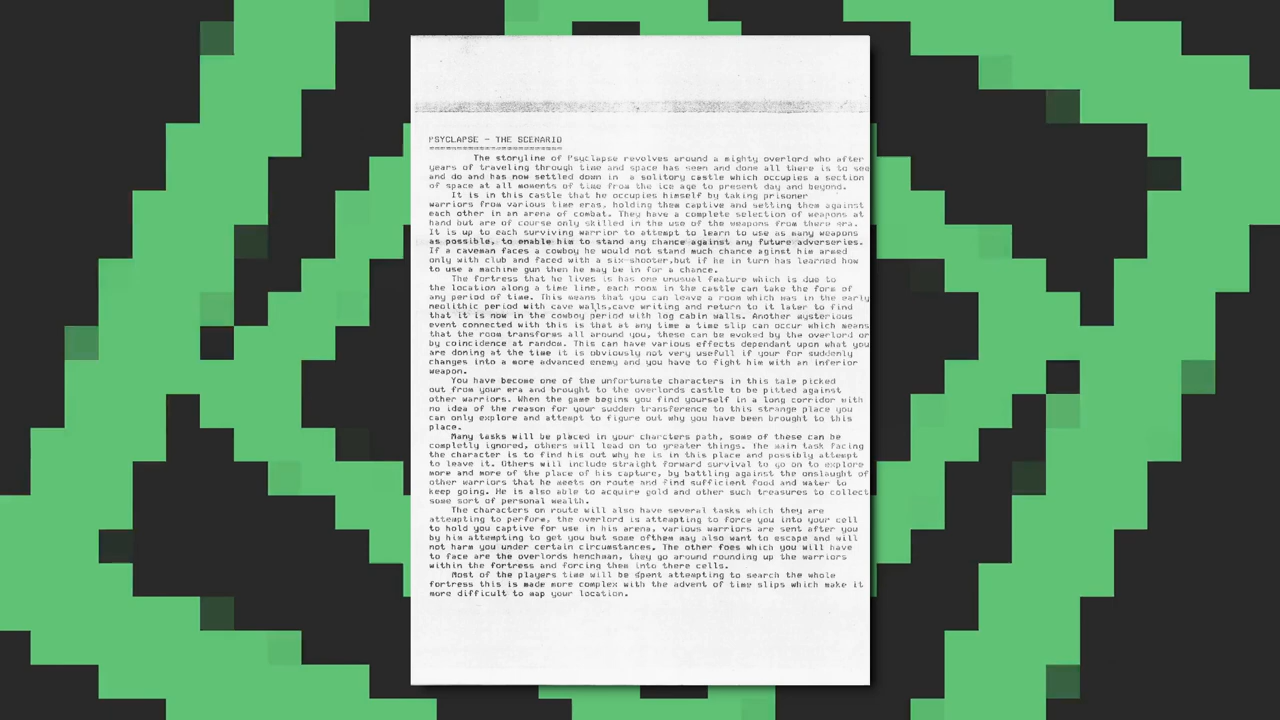 PSYCLAPSE - THE SCENARIO
The storyline of Psyclapse revolves around a mighty overlord who after
years of traveling through time and space has seen and done all there is to see
and do and has now settled down in a solitory castle which occupies a section
of space at all moments of time from the ice age to present day and beyond.
It is in this castle that he occupies himself by taking prisoner
warriors from various time eras, holding them captive and setting them against
each other in an arena of combat. They have a complete selection of weapons at
hand but are of course only skilled in the use of the weapons from there era.
It is up to each surviving warrior to attempt to learn to use as many weapons
as possible, to enable him to stand any chance against any future adverseries.
If a caveman faces a cowboy he would not stand much chance aginst him armed
only with club and faced with a six-shooter,but if he in turn has learned how
to use a machine gun then he may be in for a chance.
The fortress that he lives is has one unusual feature which is due to
the location along a time line, each room in the castle can take the form of
any period of time. This means that you can leave a room which was in the early
neolithic period with cave walls,cave writing and return to it later to find
that it is now in the cowboy period with log cabin walls. Another mysterious
event connected with this is that at any time a time slip can occur which means
that the room transforms all around you, these can be evoked by the overlord or
by coincidence at random. This can have various effects dependant upon what you
are doning at the time it is obviously not very usefull if your foe suddenly
changes into a more advanced enemy and you have to fight him with an inferior
weapon.
You have become one of the unfortunate characters in this tale picked
out from your era and brought to the overlords castle to be pitted against
other warriors. When the game begins you find yourself in a long corridor with
no idea of the reason for your sudden transference to this strange place you
can only explore and attempt to figure out why you have been brought to this
place.
Many tasks will be placed in your charcters path, some of these can be
completly ignored, others will lead on to greater things. The main task facing
the character is to find his out why he is in this place and possibly attempt
to leave it. Others will include straight forward survival to go on to explore
more and more of the place of his capture, by battling against the onslaught of
other warriors that he meets on route and find sufficient food and water to
keep going. He is also able to acquire gold and other such treasures to collect
some sort of personal wealth.
The characters on route will also have several tasks which they are
attempting to perform, the overlord is attempting to force you into your cell
to hold you captive for use in his arena, various warriors are sent after you
by him attempting to get you but some ofthem may also want to escape and will
not harm you under certain circumstances. The other foes which you will have
to face are the overlords henchman, they go around rounding up the warriors
within the fortress and forcing them into there cells.
Most of the players time will be spent attempting to search the whole
fortress this is made more complex with the advent of time slips which make it
more difficult to map your location.